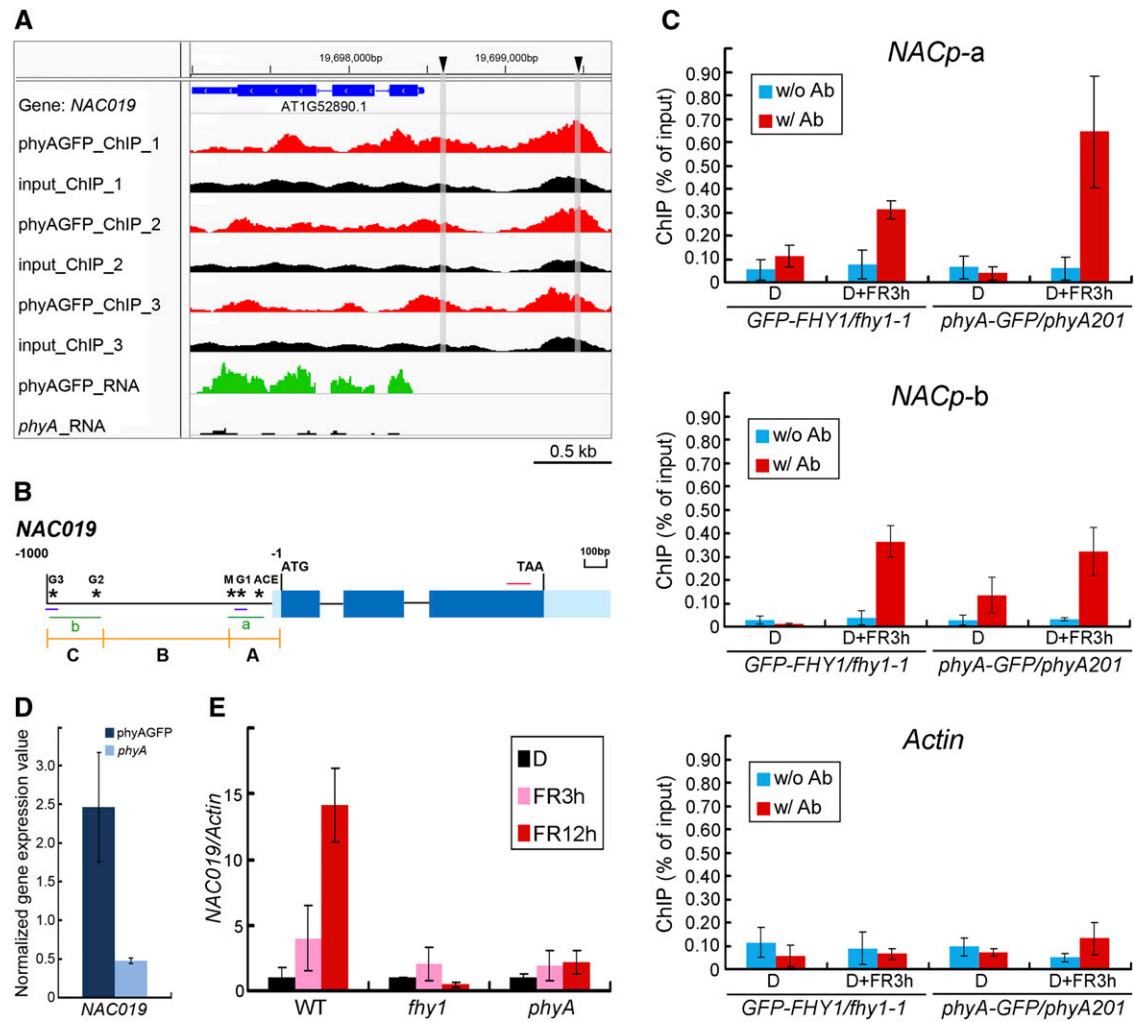 A
19,698,000bp 19,699,000bp
Gene: NAC019
AT1G52890.1
phyAGFP_ChIP_1
input_ChIP_1
phyAGFP_ChIP_2
input_ChIP_2
phyAGFP_ChIP_3
input_ChIP_3
phyAGFP_RNA
phyA_RNA
0.5 kb
B
NAC019
-1000 -1 100bp
ATG TAA
G3 G2 M G1 ACE
* * ** *
b a
C B A
C
NACp-a
w/o Ab
w/ Ab
ChIP (% of input)
0.90
0.80
0.70
0.60
0.50
0.40
0.30
0.20
0.10
0
D D+FR3h D D+FR3h
GFP-FHY1/fhy1-1 phyA-GFP/phyA201
NACp-b
w/o Ab
w/ Ab
ChIP (% of input)
0.90
0.80
0.70
0.60
0.50
0.40
0.30
0.20
0.10
0
D D+FR3h D D+FR3h
GFP-FHY1/fhy1-1 phyA-GFP/phyA201
Actin
w/o Ab
w/ Ab
ChIP (% of input)
0.90
0.80
0.70
0.60
0.50
0.40
0.30
0.20
0.10
0
D D+FR3h D D+FR3h
GFP-FHY1/fhy1-1 phyA-GFP/phyA201
D
phyAGFP
phyA
Normalized gene expression value
3.0
2.5
2.0
1.5
1.0
0.5
0
NAC019
E
D
FR3h
FR12h
NAC019/Actin
15
10
5
0
WT fhy1 phyA